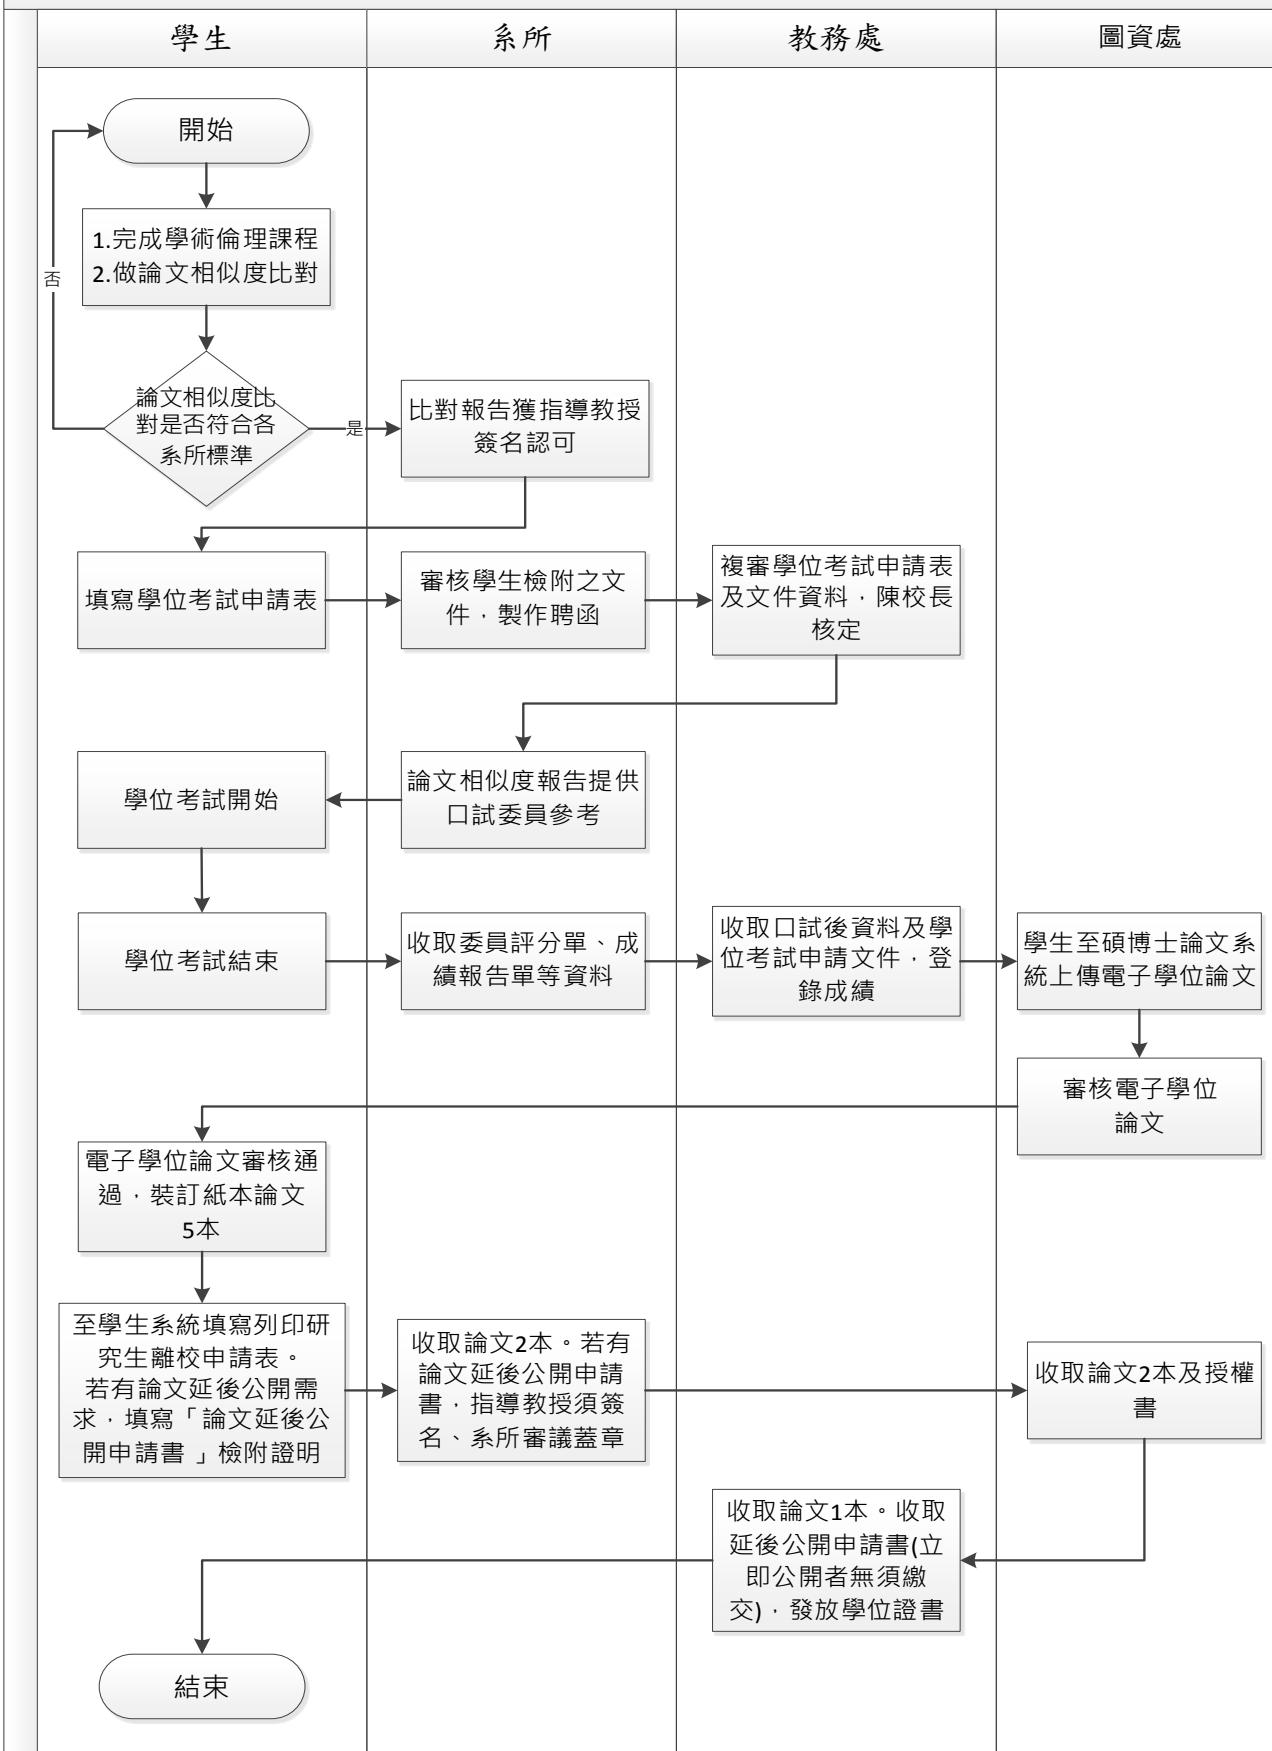 學生
系所
教務處
圖資處
開始
1.完成學術倫理課程
2.做論文相似度比對
否
論文相似度比
對是否符合各
系所標準
是
比對報告獲指導教授
簽名認可
填寫學位考試申請表
審核學生檢附之文
件，製作聘函
複審學位考試申請表
及文件資料，陳校長
核定
論文相似度報告提供
口試委員參考
學位考試開始
學位考試結束
收取委員評分單、成
績報告單等資料
收取口試後資料及學
位考試申請文件，登
錄成績
學生至碩博士論文系
統上傳電子學位論文
審核電子學位
論文
電子學位論文審核通
過，裝訂紙本論文
5本
至學生系統填寫列印研
究生離校申請表。
若有論文延後公開需
求，填寫「論文延後公
開申請書」檢附證明
收取論文2本。若有
論文延後公開申請
書，指導教授須簽
名、系所審議蓋章
收取論文2本及授權
書
收取論文1本。收取
延後公開申請書(立
即公開者無須繳
交)，發放學位證書
結束